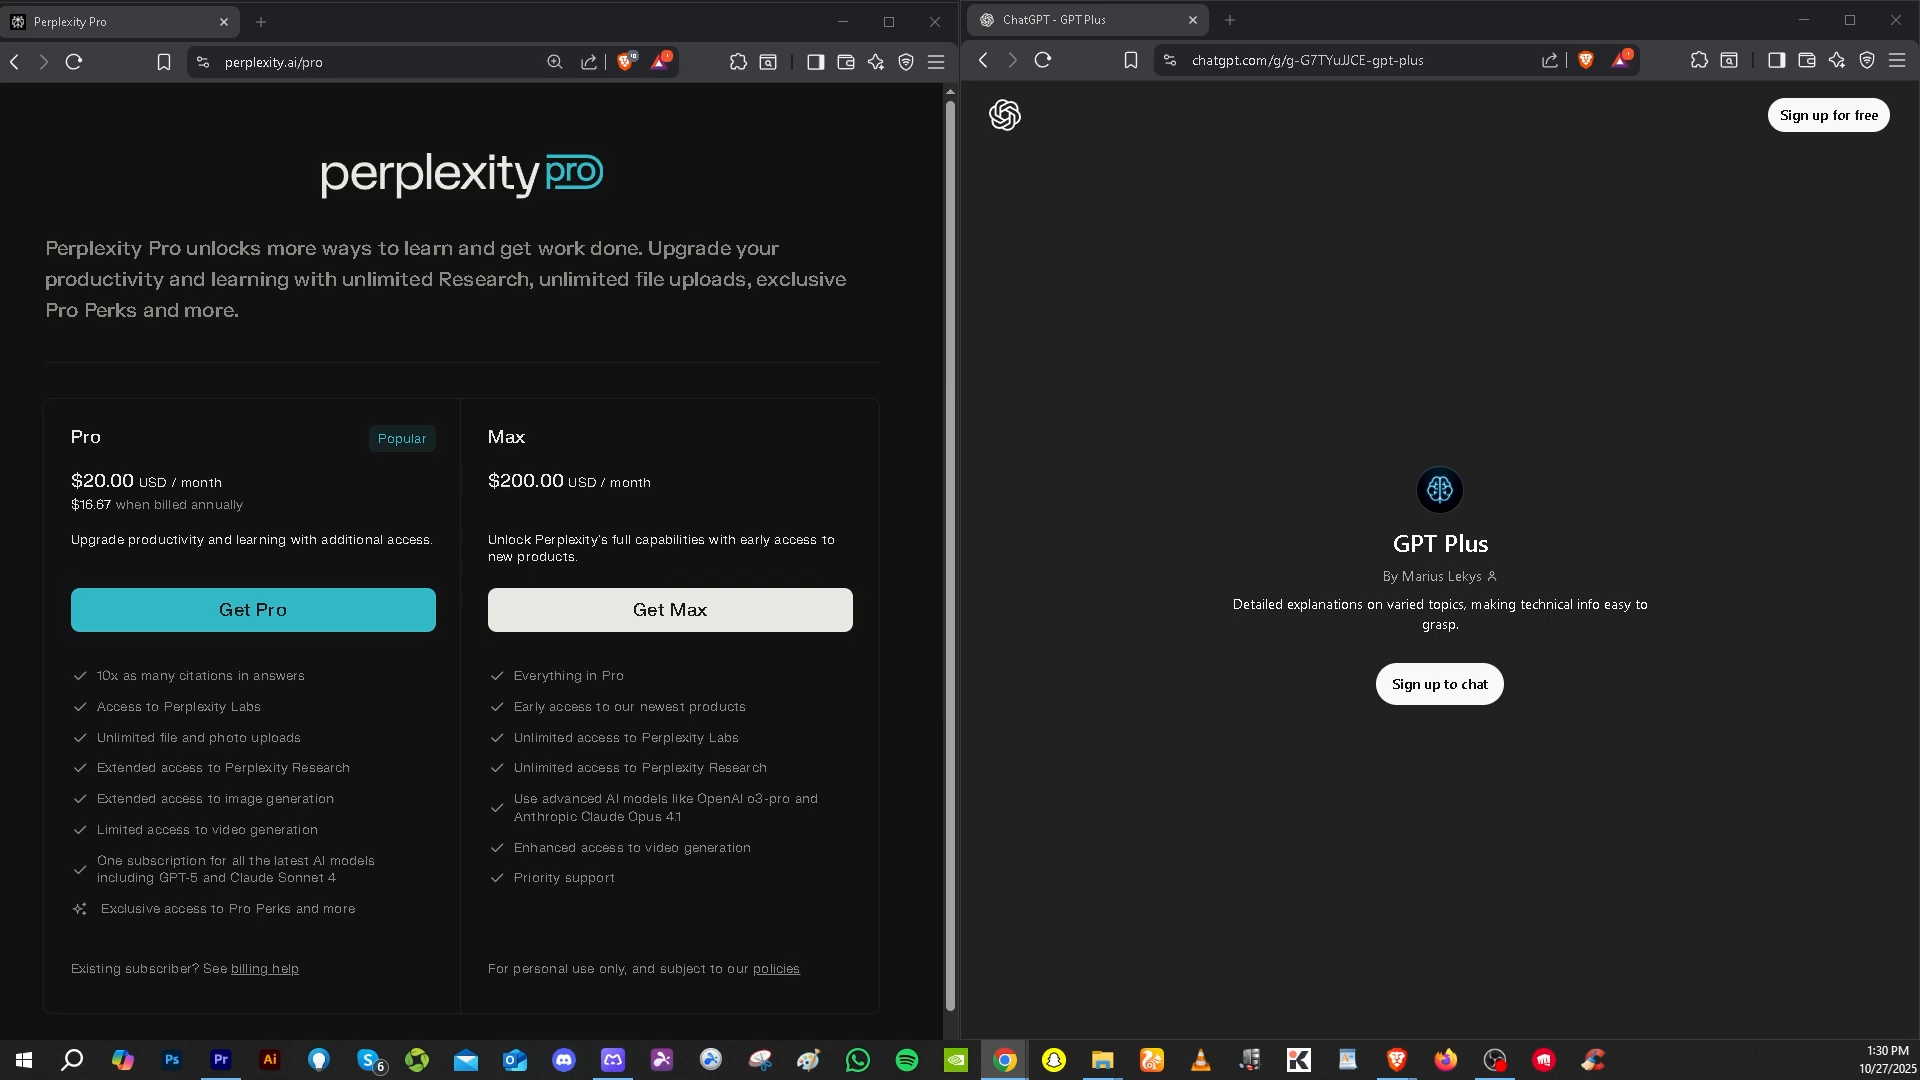 Perplexity Pro
perplexity.ai/pro
perplexity pro
Perplexity Pro unlocks more ways to learn and get work done. Upgrade your
productivity and learning with unlimited Research, unlimited file uploads, exclusive
Pro Perks and more.
Pro
Popular
$20.00 USD / month
$16.67 when billed annually
Upgrade productivity and learning with additional access.
Get Pro
10x as many citations in answers
Access to Perplexity Labs
Unlimited file and photo uploads
Extended access to Perplexity Research
Extended access to image generation
Limited access to video generation
One subscription for all the latest AI models
including GPT-5 and Claude Sonnet 4
Exclusive access to Pro Perks and more
Existing subscriber? See billing help
Max
$200.00 USD / month
Unlock Perplexity's full capabilities with early access to
new products.
Get Max
Everything in Pro
Early access to our newest products
Unlimited access to Perplexity Labs
Unlimited access to Perplexity Research
Use advanced AI models like OpenAI o3-pro and
Anthropic Claude Opus 4.1
Enhanced access to video generation
Priority support
For personal use only, and subject to our policies
ChatGPT - GPT Plus
chatgpt.com/g/g-G7TYuJJCE-gpt-plus
Sign up for free
GPT Plus
By Marius Lekys
Detailed explanations on varied topics, making technical info easy to
grasp.
Sign up to chat
Ps
Pr
Ai
S
6
K
1:30 PM
10/27/2025